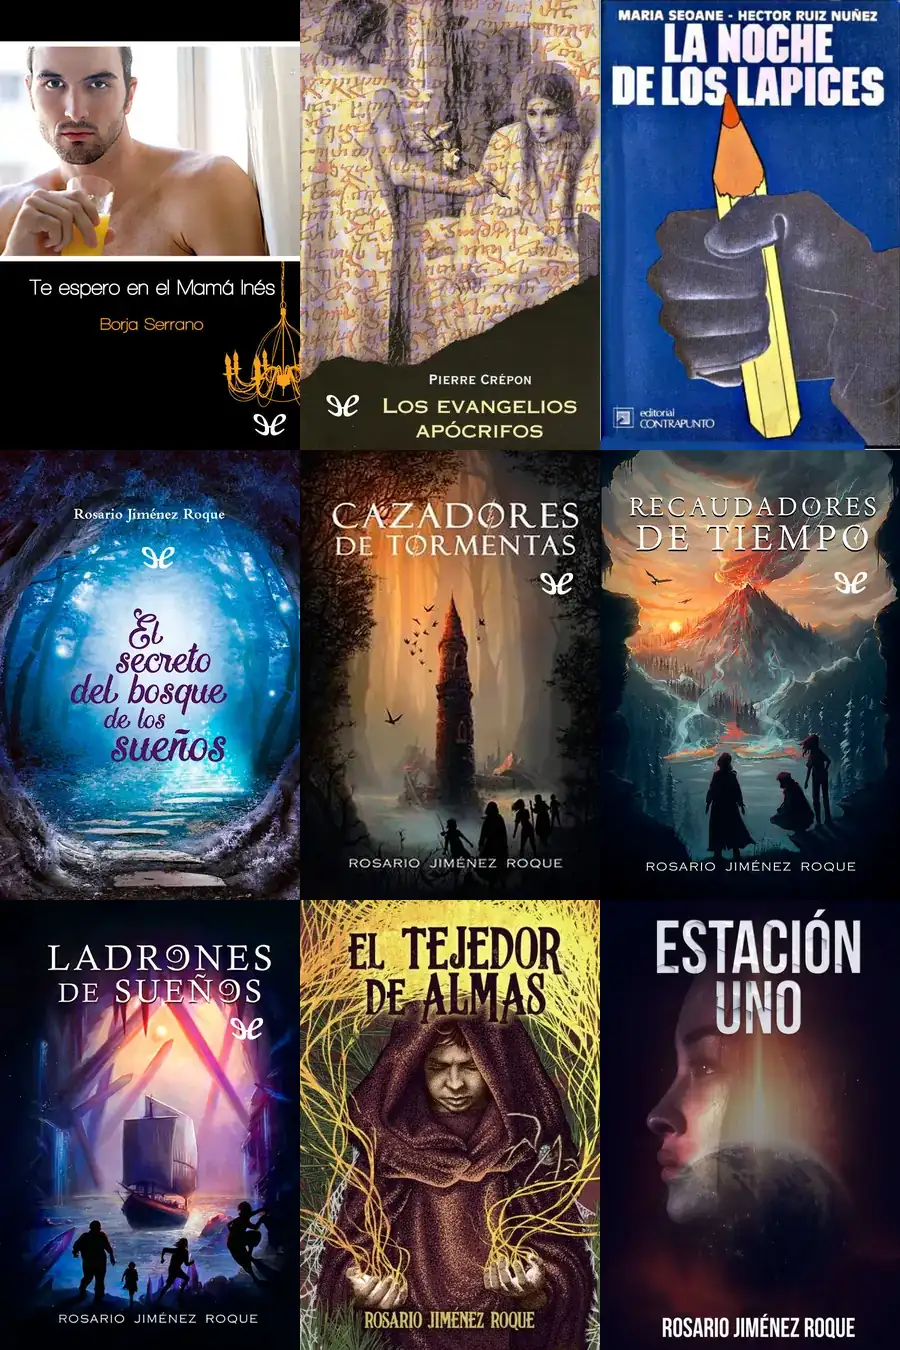 Te espero en el Mamá Inés
Borja Serrano
PIERRE CRÉPON
LOS EVANGELIOS
APÓCRIFOS
MARIA SEOANE - HECTOR RUIZ NUÑEZ
LA NOCHE
DE LOS LAPICES
editorial
CONTRAPUNTO
Rosario Jiménez Roque
El
secreto
del bosque
de los
sueños
CAZADORES
DE TORMENTAS
ROSARIO JIMÉNEZ ROQUE
RECAUDADORES
DE TIEMPO
ROSARIO JIMÉNEZ ROQUE
LADRONES
DE SUEÑOS
ROSARIO JIMÉNEZ ROQUE
EL TEJEDOR
DE ALMAS
ROSARIO JIMÉNEZ ROQUE
ESTACIÓN
UNO
ROSARIO JIMÉNEZ ROQUE